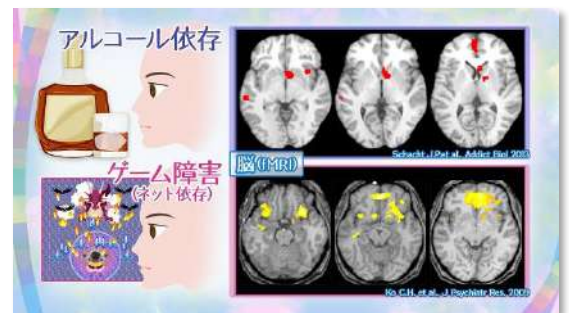 アルコール依存
Schacht J.P.et al., Addict Biol 2013
ゲーム障害
(ネット依存)
脳(fMRI)
Ko C.H. et al., J Psychiatr Res, 2009